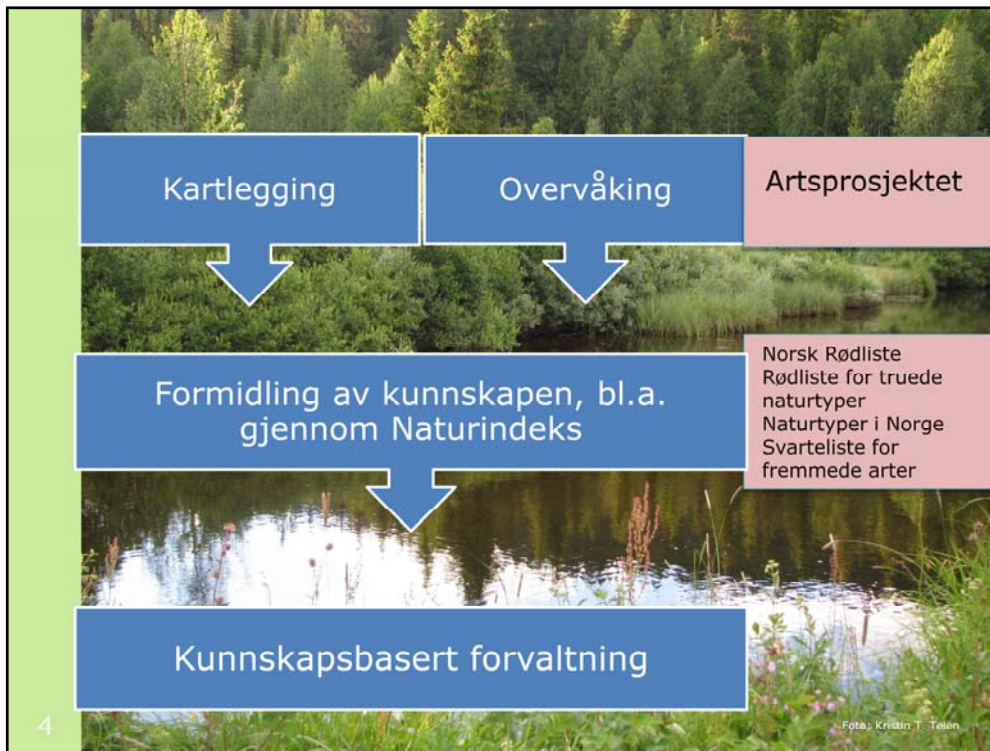 Kartlegging
Overvåking
Artsprosjektet
Formidling av kunnskapen, bl.a.
gjennom Naturindeks
Norsk Rødliste
Rødliste for truede
naturtyper
Naturtyper i Norge
Svarteliste for
fremmede arter
Kunnskapsbasert forvaltning
4
Foto: Kristin T. Teien